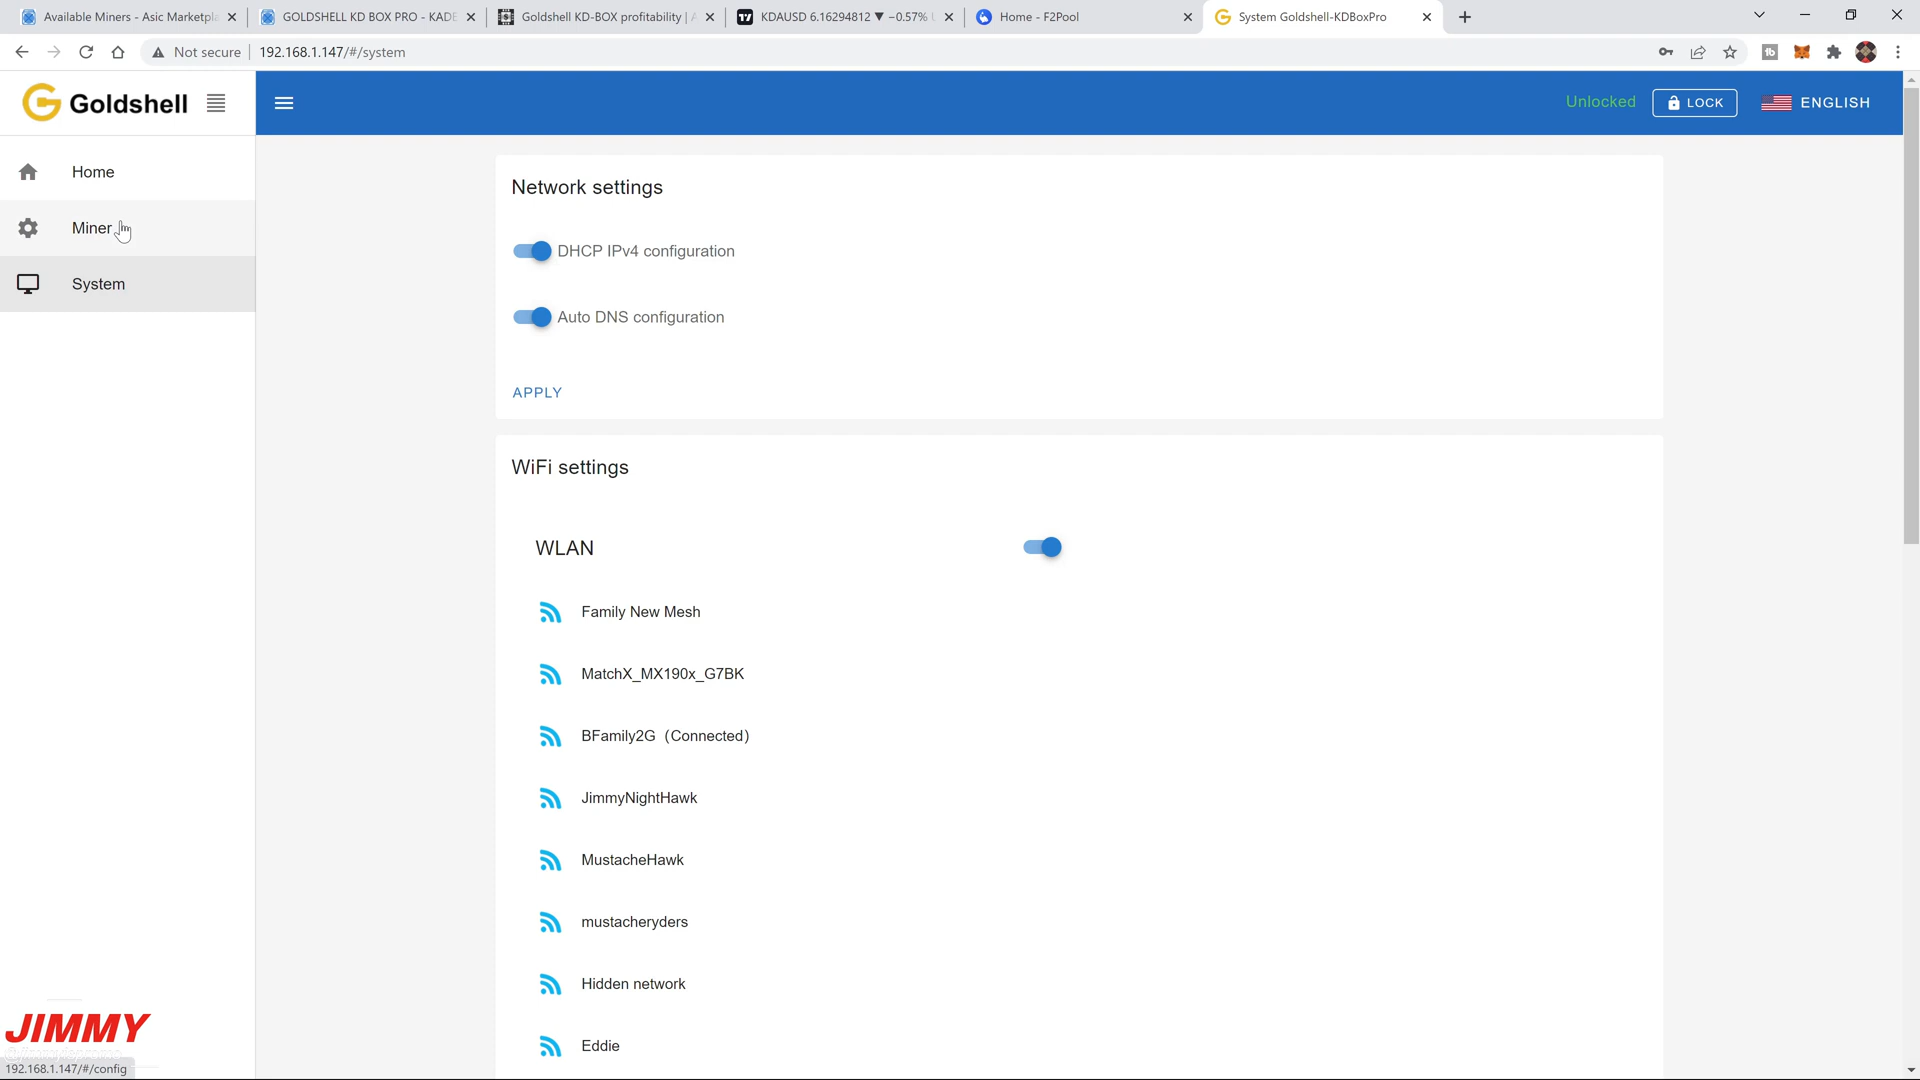 Available Miners - Asic Marketpla
GOLDSHELL KD BOX PRO - KADE
Goldshell KD-BOX profitability | A
KDAUSD 6.16294812 ▼ −0.57% U
Home - F2Pool
System Goldshell-KDBoxPro
Not secure
192.168.1.147/#/system
Goldshell
Unlocked
LOCK
ENGLISH
Home
Miner
System
Network settings
DHCP IPv4 configuration
Auto DNS configuration
APPLY
WiFi settings
WLAN
Family New Mesh
MatchX_MX190x_G7BK
BFamily2G (Connected)
JimmyNightHawk
MustacheHawk
mustacheryders
Hidden network
Eddie
JIMMY
192.168.1.147/#/config